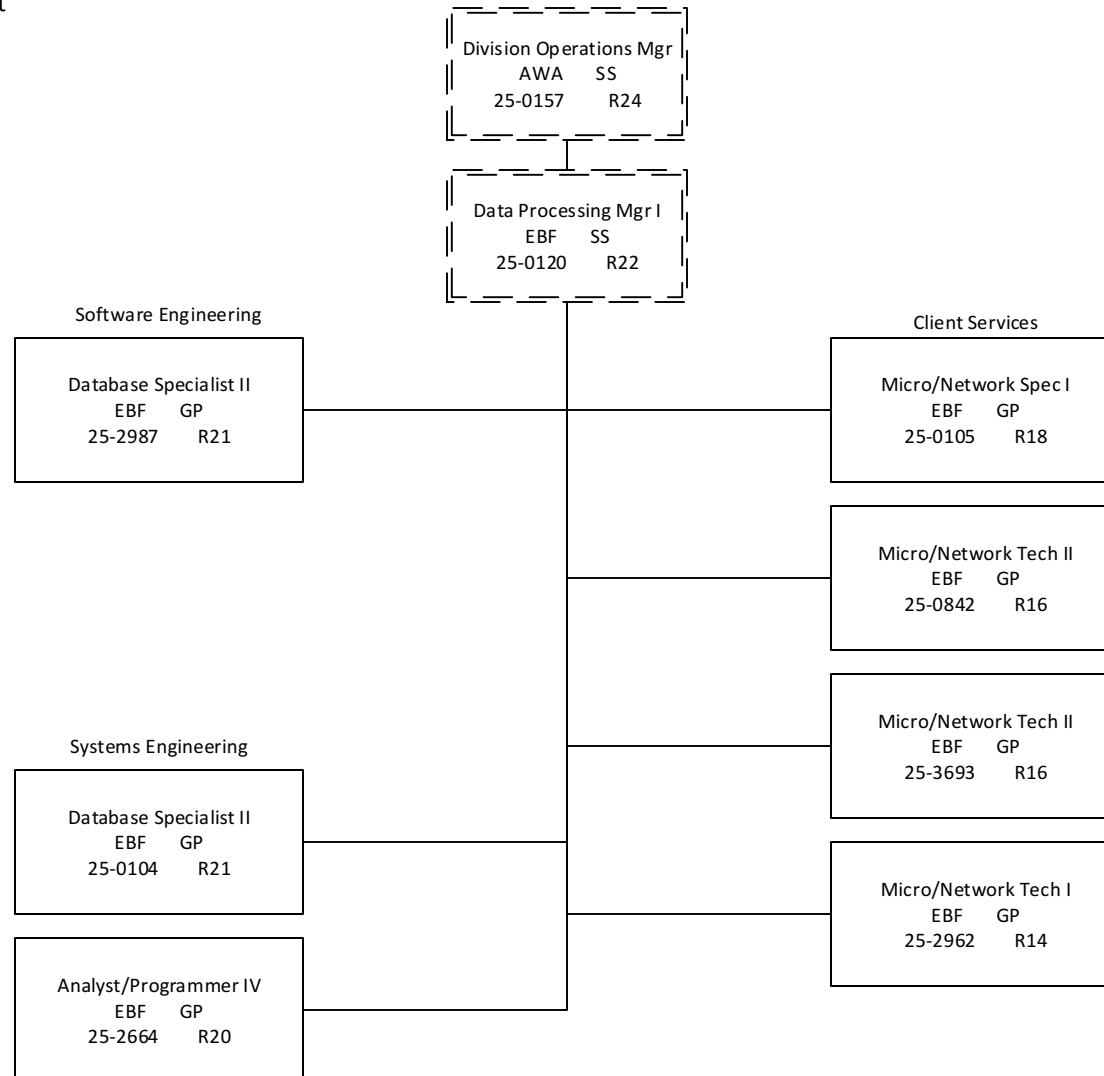 Division Operations Mgr
AWA SS
25-0157 R24
Data Processing Mgr I
EBF SS
25-0120 R22
Software Engineering
Database Specialist II
EBF GP
25-2987 R21
Systems Engineering
Database Specialist II
EBF GP
25-0104 R21
Analyst/Programmer IV
EBF GP
25-2664 R20
Client Services
Micro/Network Spec I
EBF GP
25-0105 R18
Micro/Network Tech II
EBF GP
25-0842 R16
Micro/Network Tech II
EBF GP
25-3693 R16
Micro/Network Tech I
EBF GP
25-2962 R14